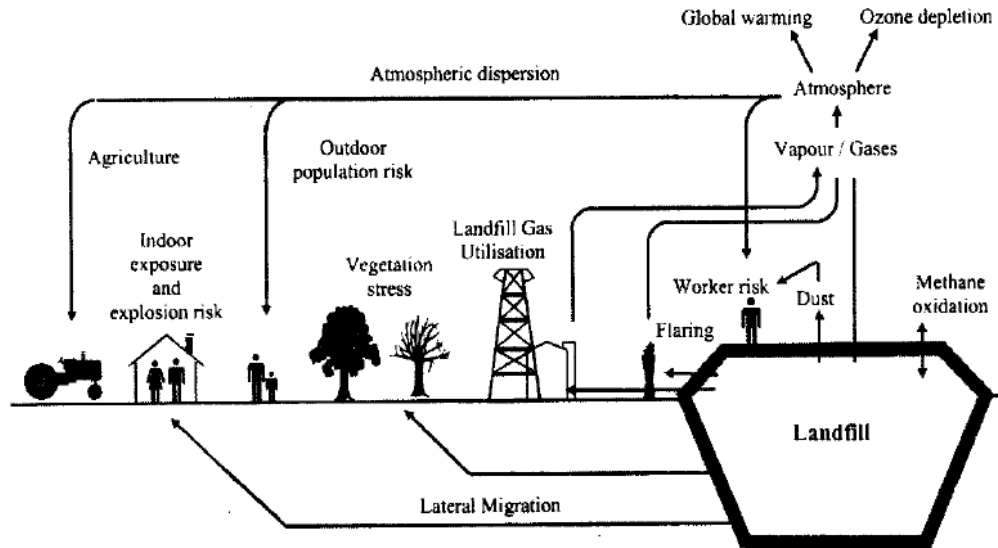 Global warming
Ozone depletion
Atmospheric dispersion
Atmosphere
Agriculture
Outdoor
population risk
Vapour / Gases
Indoor
exposure
and
explosion risk
Vegetation
stress
Landfill Gas
Utilisation
Worker risk
Dust
Methane
oxidation
Flaring
Landfill
Lateral Migration